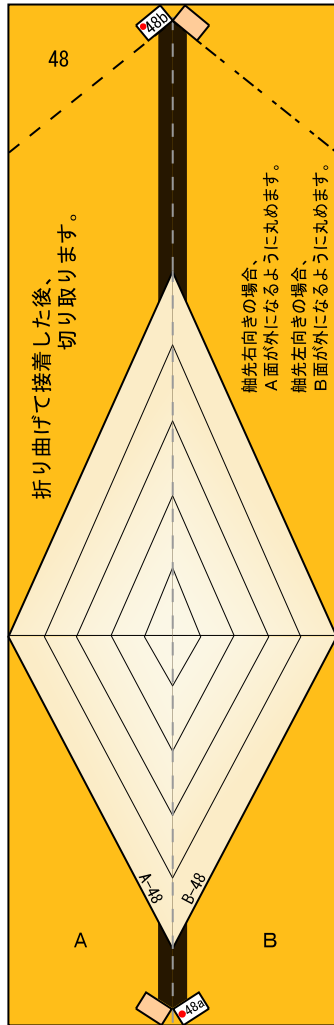 48b
48
折り曲げて接着した後、
切り取ります。
舳先右向きの場合、
A面が外になるように丸めます。
舳先左向きの場合、
B面が外になるように丸めます。
A-48
B-48
A
B
48a